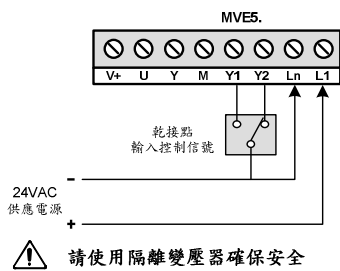 MVE5.
V+ U Y M Y1 Y2 Ln L1
乾接點
輸入控制信號
-
24VAC
供應電源
+
請使用隔離變壓器確保安全